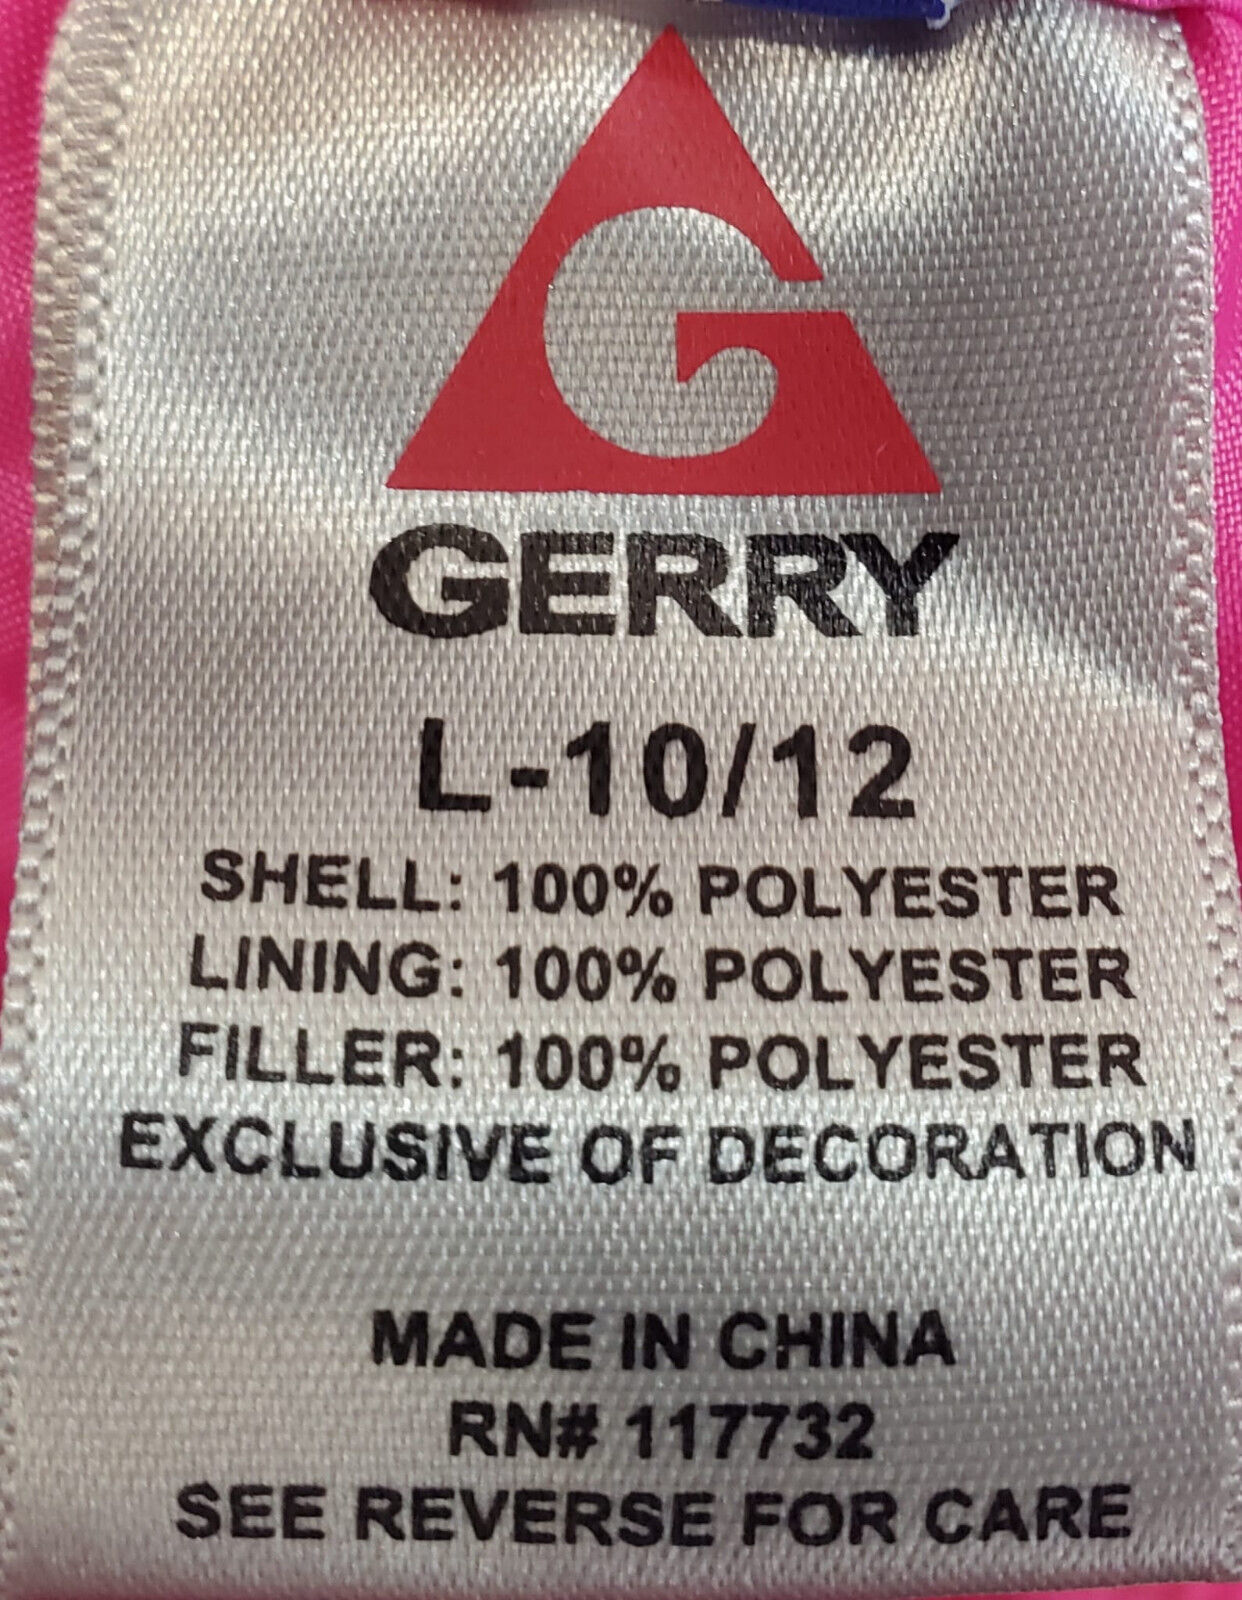 G
GERRY
L-10/12
SHELL: 100% POLYESTER
LINING: 100% POLYESTER
FILLER: 100% POLYESTER
EXCLUSIVE OF DECORATION
MADE IN CHINA
RN# 117732
SEE REVERSE FOR CARE